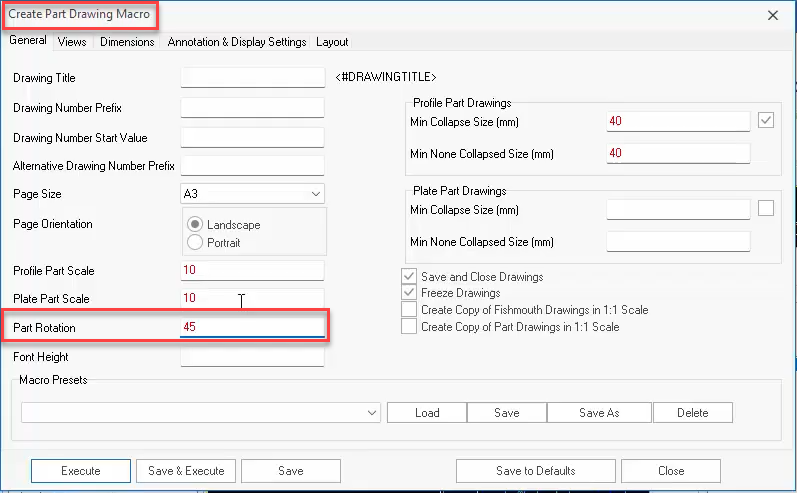 Create Part Drawing Macro
General Views Dimensions Annotation & Display Settings Layout
Drawing Title <#DRAWINGTITLE>
Drawing Number Prefix
Drawing Number Start Value
Alternative Drawing Number Prefix
Page Size A3
Page Orientation Landscape
Portrait
Profile Part Scale 10
Plate Part Scale 10
Part Rotation 45
Font Height
Profile Part Drawings
Min Collapse Size (mm) 40
Min None Collapsed Size (mm) 40
Plate Part Drawings
Min Collapse Size (mm)
Min None Collapsed Size (mm)
Save and Close Drawings
Freeze Drawings
Create Copy of Fishmouth Drawings in 1:1 Scale
Create Copy of Part Drawings in 1:1 Scale
Macro Presets
Load Save Save As Delete
Execute Save & Execute Save Save to Defaults Close